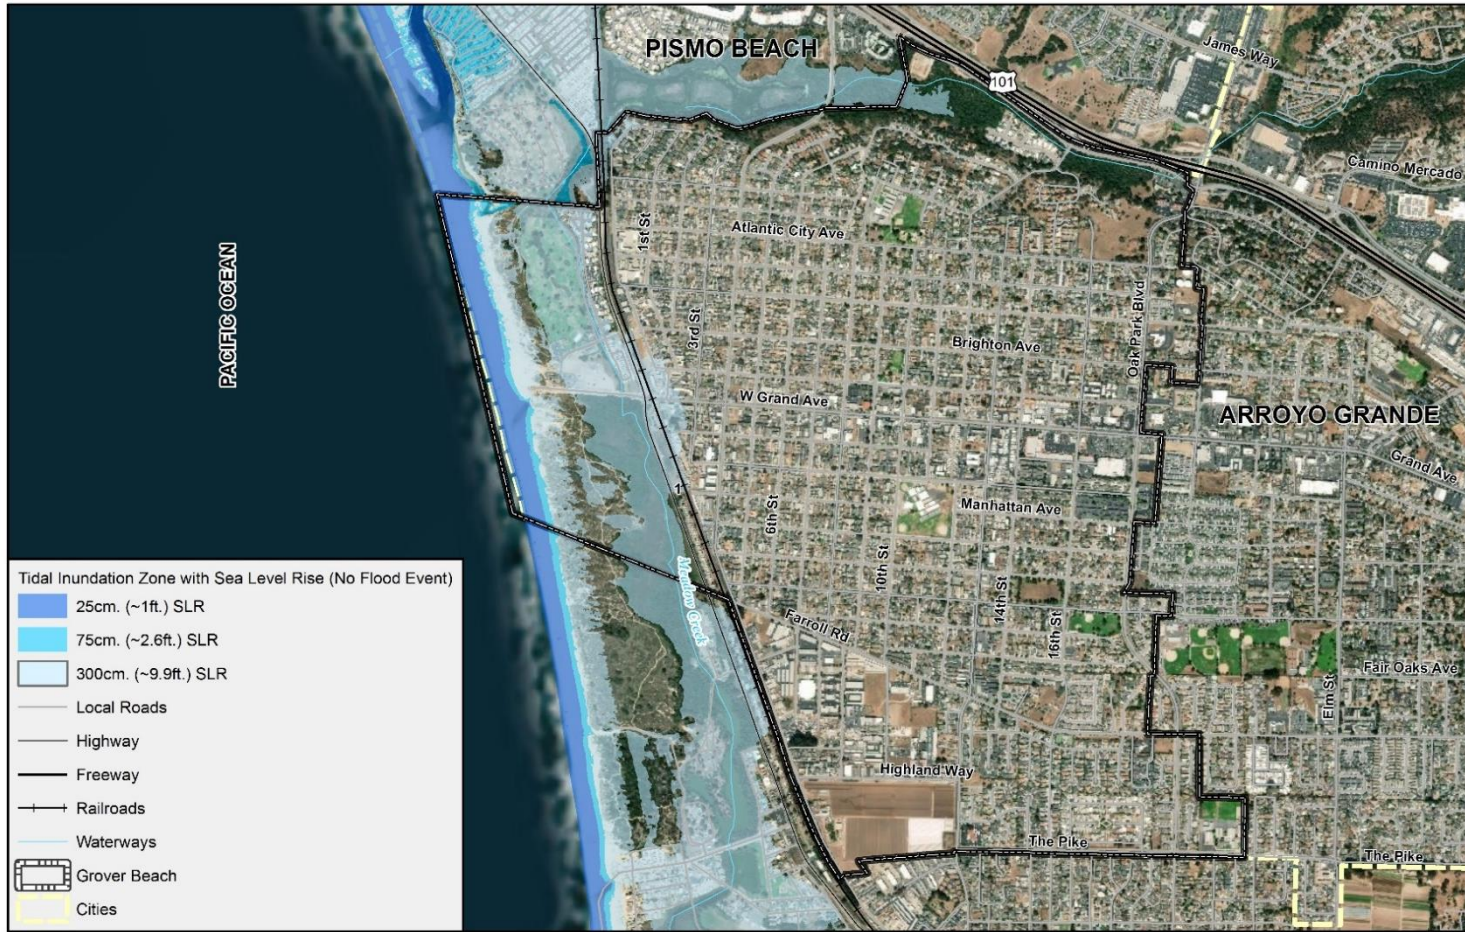 PISMO BEACH
James Way
101
Camino Mercado
1st St
Atlantic City Ave
PACIFIC OCEAN
3rd St
Brighton Ave
Oak Park Blvd
W Grand Ave
ARROYO GRANDE
Grand Ave
1
6th St
Manhattan Ave
10th St
14th St
16th St
Meadow Creek
Farroll Rd
Fair Oaks Ave
Elm St
Highland Way
The Pike
The Pike
Tidal Inundation Zone with Sea Level Rise (No Flood Event)
25cm. (~1ft.) SLR
75cm. (~2.6ft.) SLR
300cm. (~9.9ft.) SLR
Local Roads
Highway
Freeway
Railroads
Waterways
Grover Beach
Cities